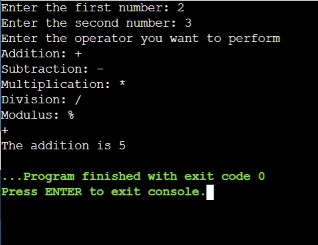 Enter the first number: 2
Enter the second number: 3
Enter the operator you want to perform
Addition: +
Subtraction: -
Multiplication: *
Division: /
Modulus: %
+
The addition is 5
...Program finished with exit code 0
Press ENTER to exit console.